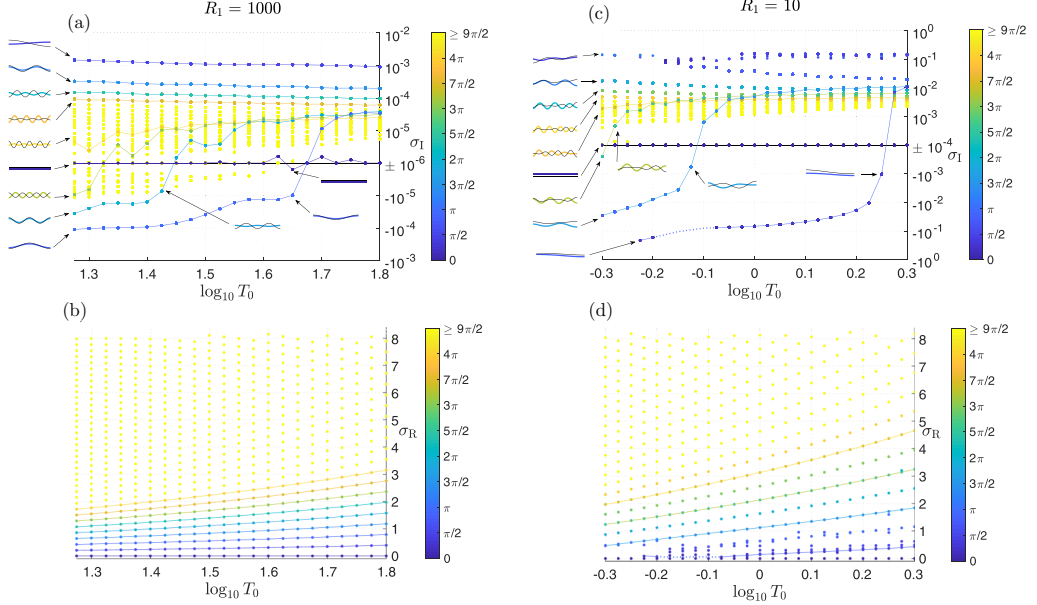 R₁ = 1000
R₁ = 10
(a)
10⁻²
10⁻³
10⁻⁴
10⁻⁵
σ_I
± 10⁻⁶
-10⁻⁵
-10⁻⁴
-10⁻³
1.3 1.4 1.5 1.6 1.7 1.8
log₁₀ T₀
≥ 9π/2
4π
7π/2
3π
5π/2
2π
3π/2
π
π/2
0
(c)
10⁰
10⁻¹
10⁻²
10⁻³
σ_I
± 10⁻⁴
-10⁻³
-10⁻²
-10⁻¹
-10⁰
-0.3 -0.2 -0.1 0 0.1 0.2 0.3
log₁₀ T₀
≥ 9π/2
4π
7π/2
3π
5π/2
2π
3π/2
π
π/2
0
(b)
8
7
6
5
σ_R
4
3
2
1
0
1.3 1.4 1.5 1.6 1.7 1.8
log₁₀ T₀
≥ 9π/2
4π
7π/2
3π
5π/2
2π
3π/2
π
π/2
0
(d)
8
7
6
5
σ_R
4
3
2
1
0
-0.3 -0.2 -0.1 0 0.1 0.2 0.3
log₁₀ T₀
≥ 9π/2
4π
7π/2
3π
5π/2
2π
3π/2
π
π/2
0